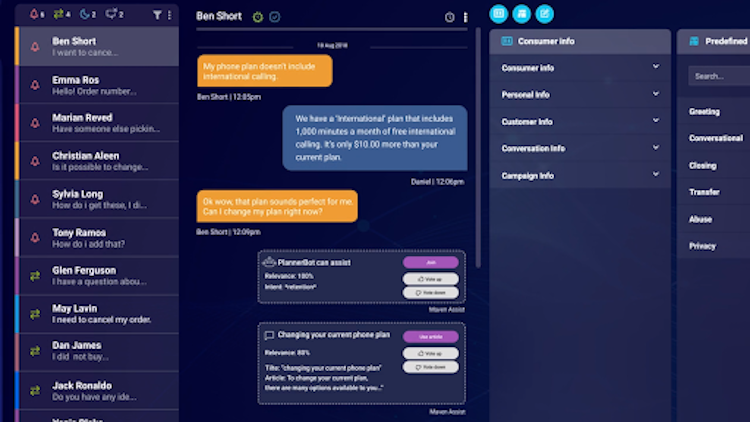 6 4 2 2
Ben Short
I want to cance...
Emma Ros
Hello! Order number...
Marian Reved
Have someone else pickin...
Christian Aleen
Is it possible to change...
Sylvia Long
How do i get these, I di...
Tony Ramos
How do i add that?
Glen Ferguson
I have a question abou...
May Lavin
I need to cancel my order.
Dan James
I did not buy...
Jack Ronaldo
Do you have any ide...
Ben Short
10 Aug 2018
My phone plan doesn't include
international calling.
Ben Short | 12:05pm
We have a 'International' plan that includes
1,000 minutes a month of free international
calling. It's only $10.00 more than your
current plan.
Daniel | 12:06pm
Ok wow, that plan sounds perfect for me.
Can I change my plan right now?
Ben Short | 12:09pm
PlannerBot can assist
Relevance: 100%
Intent: *retention*
Join
Vote up
Vote down
Maven Assist
Changing your current phone plan
Relevance: 80%
Title: "changing your current phone plan"
Article: To change your current plan,
there are many options available to you..."
Use article
Vote up
Vote down
Maven Assist
Consumer info
Consumer info
Personal Info
Customer Info
Conversation Info
Campaign Info
Predefined
Search...
Greeting
Conversational
Closing
Transfer
Abuse
Privacy